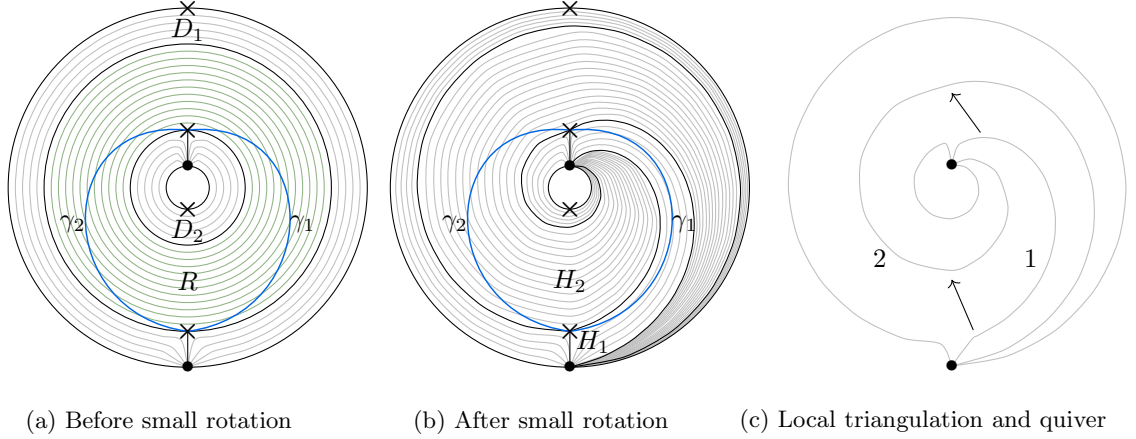 D₁
γ₂
γ₁
D₂
R
γ₂
γ₁
H₂
H₁
2
1
(a) Before small rotation
(b) After small rotation
(c) Local triangulation and quiver